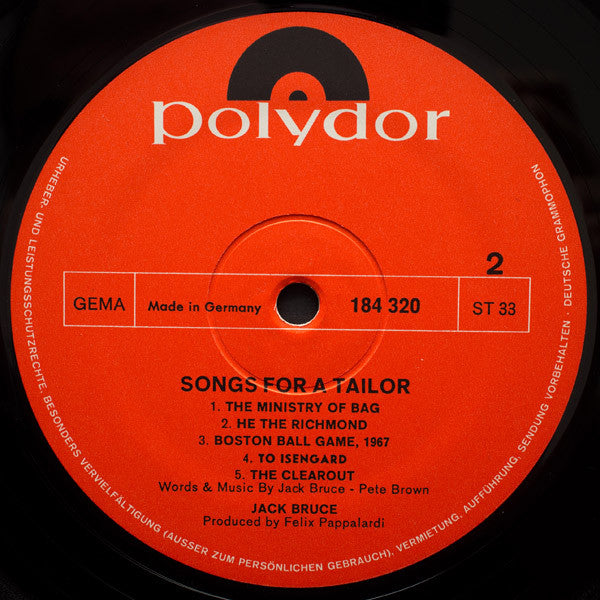 polydor
2
GEMA
Made in Germany
184 320
ST 33
SONGS FOR A TAILOR
1. THE MINISTRY OF BAG
2. HE THE RICHMOND
3. BOSTON BALL GAME, 1967
4. TO ISENGARD
5. THE CLEAROUT
Words & Music By Jack Bruce - Pete Brown
JACK BRUCE
Produced by Felix Pappalardi
URHEBER- UND LEISTUNGSSCHUTZRECHTE, BESONDERS VERVIELFÄLTIGUNG (AUSSER ZUM PERSÖNLICHEN GEBRAUCH), VERMIETUNG, AUFFÜHRUNG, SENDUNG VORBEHALTEN · DEUTSCHE GRAMMOPHON